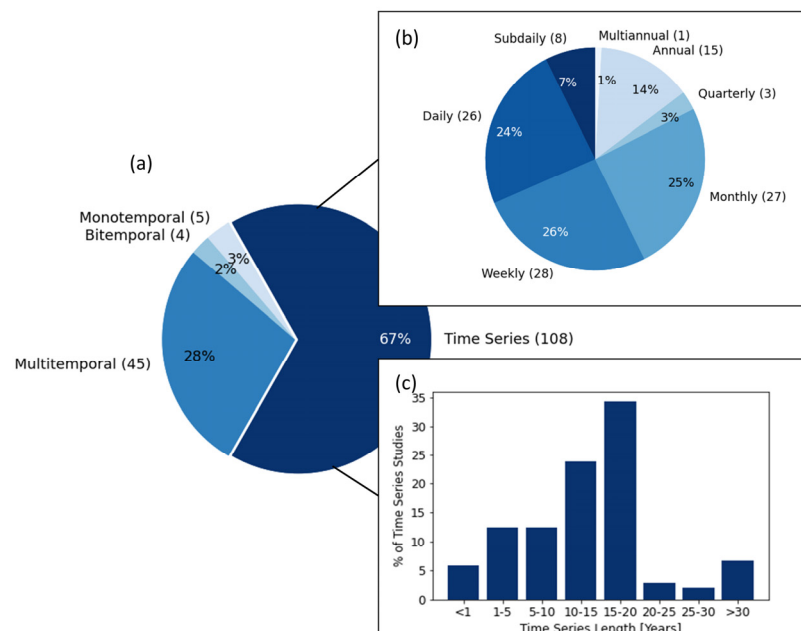 (a)
Monotemporal (5)
Bitemporal (4)
3%
2%
Multitemporal (45)
28%
67%
Time Series (108)
(b)
Subdaily (8)
Multiannual (1)
Annual (15)
7%
1%
14%
Quarterly (3)
3%
Daily (26)
24%
25%
Monthly (27)
26%
Weekly (28)
(c)
% of Time Series Studies
35
30
25
20
15
10
5
0
<1 1-5 5-10 10-15 15-20 20-25 25-30 >30
Time Series Length [Years]